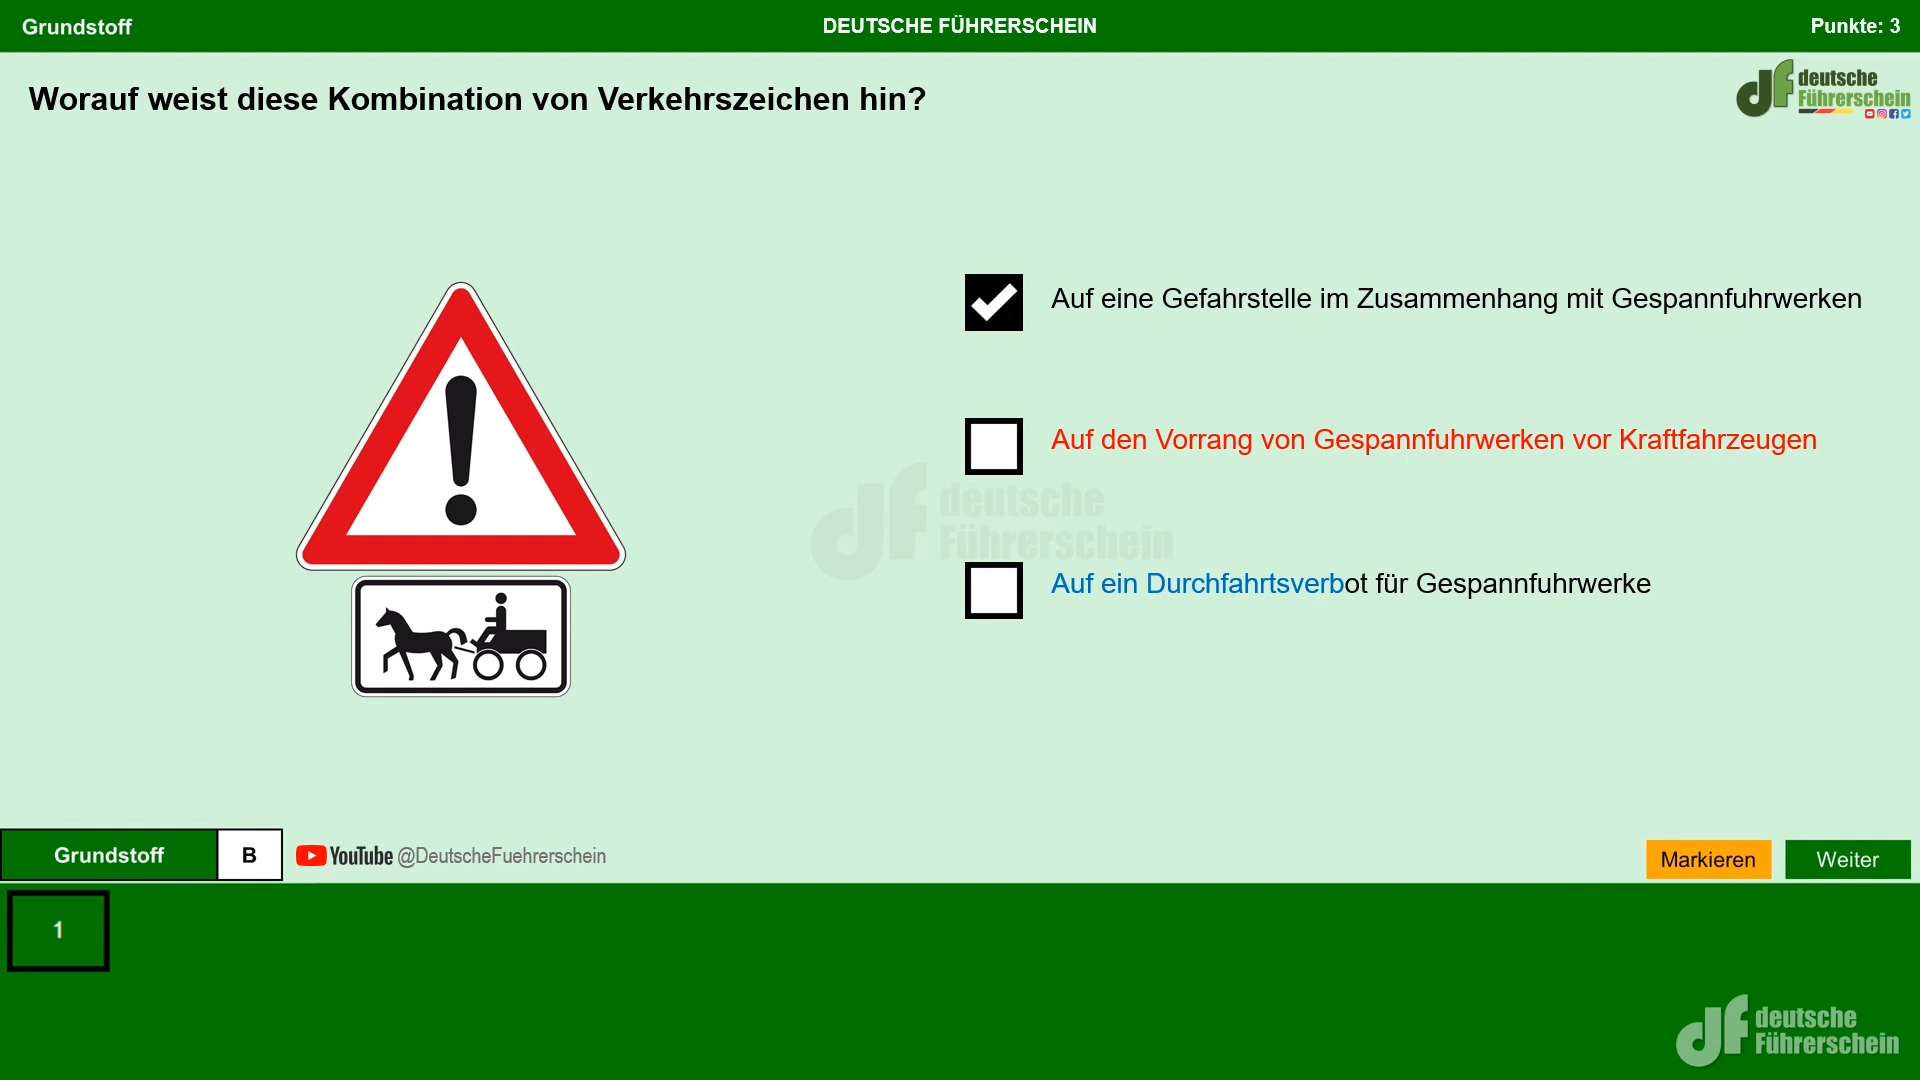 Grundstoff
DEUTSCHE FÜHRERSCHEIN
Punkte: 3
Worauf weist diese Kombination von Verkehrszeichen hin?
deutsche
Führerschein
Auf eine Gefahrstelle im Zusammenhang mit Gespannfuhrwerken
Auf den Vorrang von Gespannfuhrwerken vor Kraftfahrzeugen
deutsche
Führerschein
Auf ein Durchfahrtsverbot für Gespannfuhrwerke
Grundstoff
B
YouTube @DeutscheFuehrerschein
Markieren
Weiter
1
deutsche
Führerschein